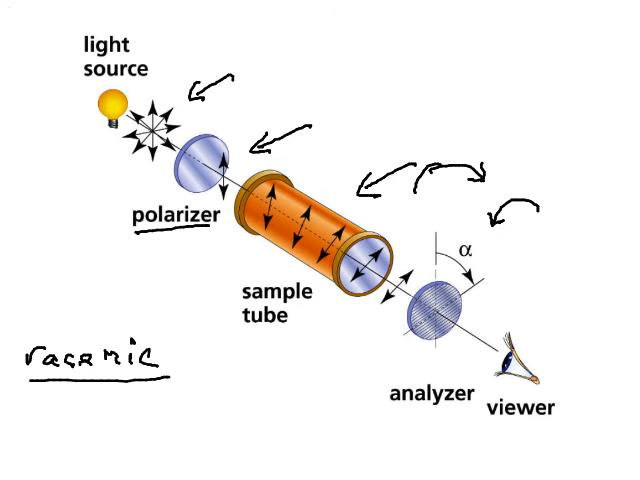 light
source
polarizer
α
sample
tube
racemic
analyzer
viewer